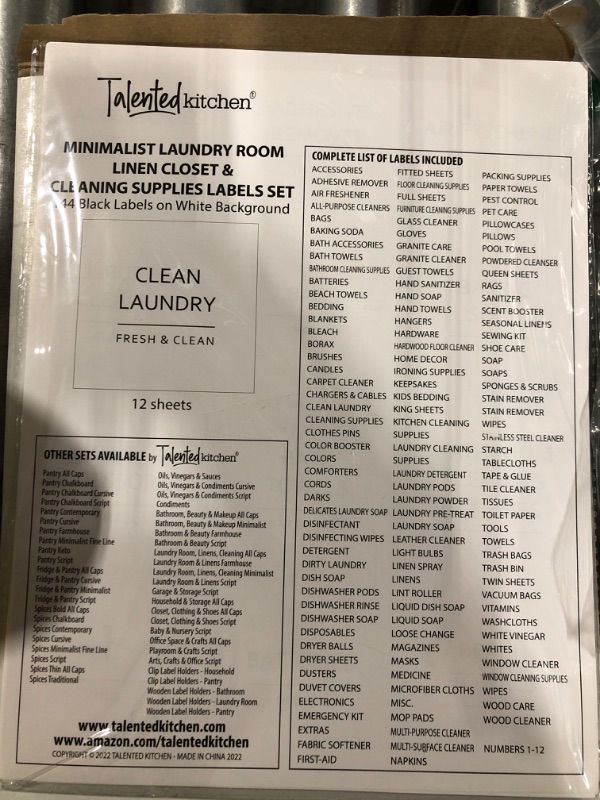 Talented kitchen®
MINIMALIST LAUNDRY ROOM
LINEN CLOSET &
CLEANING SUPPLIES LABELS SET
44 Black Labels on White Background
CLEAN
LAUNDRY
FRESH & CLEAN
12 sheets
OTHER SETS AVAILABLE by Talented kitchen®
Pantry All Caps
Pantry Chalkboard
Pantry Chalkboard Cursive
Pantry Chalkboard Script
Pantry Contemporary
Pantry Cursive
Pantry Farmhouse
Pantry Minimalist Fine Line
Pantry Keto
Pantry Script
Fridge & Pantry All Caps
Fridge & Pantry Cursive
Fridge & Pantry Minimalist
Fridge & Pantry Script
Spices Bold All Caps
Spices Chalkboard
Spices Contemporary
Spices Cursive
Spices Minimalist Fine Line
Spices Script
Spices Thin All Caps
Spices Traditional
Oils, Vinegars & Sauces
Oils, Vinegars & Condiments Cursive
Oils, Vinegars & Condiments Script
Condiments
Bathroom, Beauty & Makeup All Caps
Bathroom, Beauty & Makeup Minimalist
Bathroom & Beauty Farmhouse
Bathroom & Beauty Script
Laundry Room, Linens, Cleaning All Caps
Laundry Room & Linens Farmhouse
Laundry Room, Linens, Cleaning Minimalist
Laundry Room & Linens Script
Garage & Storage Script
Household & Storage All Caps
Closet, Clothing & Shoes All Caps
Closet, Clothing & Shoes Script
Baby & Nursery Script
Office Space & Crafts All Caps
Playroom & Crafts Script
Arts, Crafts & Office Script
Clip Label Holders - Household
Clip Label Holders - Pantry
Wooden Label Holders - Bathroom
Wooden Label Holders - Laundry Room
Wooden Label Holders - Pantry
www.talentedkitchen.com
www.amazon.com/talentedkitchen
COPYRIGHT © 2022 TALENTED KITCHEN - MADE IN CHINA 2022
COMPLETE LIST OF LABELS INCLUDED
ACCESSORIES
ADHESIVE REMOVER
AIR FRESHENER
ALL-PURPOSE CLEANERS
BAGS
BAKING SODA
BATH ACCESSORIES
BATH TOWELS
BATHROOM CLEANING SUPPLIES
BATTERIES
BEACH TOWELS
BEDDING
BLANKETS
BLEACH
BORAX
BRUSHES
CANDLES
CARPET CLEANER
CHARGERS & CABLES
CLEAN LAUNDRY
CLEANING SUPPLIES
CLOTHES PINS
COLOR BOOSTER
COLORS
COMFORTERS
CORDS
DARKS
DELICATES LAUNDRY SOAP
DISINFECTANT
DISINFECTING WIPES
DETERGENT
DIRTY LAUNDRY
DISH SOAP
DISHWASHER PODS
DISHWASHER RINSE
DISHWASHER SOAP
DISPOSABLES
DRYER BALLS
DRYER SHEETS
DUSTERS
DUVET COVERS
ELECTRONICS
EMERGENCY KIT
EXTRAS
FABRIC SOFTENER
FIRST-AID
FITTED SHEETS
FLOOR CLEANING SUPPLIES
FULL SHEETS
FURNITURE CLEANING SUPPLIES
GLASS CLEANER
GLOVES
GRANITE CARE
GRANITE CLEANER
GUEST TOWELS
HAND SANITIZER
HAND SOAP
HAND TOWELS
HANGERS
HARDWARE
HARDWOOD FLOOR CLEANER
HOME DECOR
IRONING SUPPLIES
KEEPSAKES
KIDS BEDDING
KING SHEETS
KITCHEN CLEANING
SUPPLIES
LAUNDRY CLEANING
SUPPLIES
LAUNDRY DETERGENT
LAUNDRY PODS
LAUNDRY POWDER
LAUNDRY PRE-TREAT
LAUNDRY SOAP
LEATHER CLEANER
LIGHT BULBS
LINEN SPRAY
LINENS
LINT ROLLER
LIQUID DISH SOAP
LIQUID SOAP
LOOSE CHANGE
MAGAZINES
MASKS
MEDICINE
MICROFIBER CLOTHS
MISC.
MOP PADS
MULTI-PURPOSE CLEANER
MULTI-SURFACE CLEANER
NAPKINS
PACKING SUPPLIES
PAPER TOWELS
PEST CONTROL
PET CARE
PILLOWCASES
PILLOWS
POOL TOWELS
POWDERED CLEANSER
QUEEN SHEETS
RAGS
SANITIZER
SCENT BOOSTER
SEASONAL LINENS
SEWING KIT
SHOE CARE
SOAP
SOAPS
SPONGES & SCRUBS
STAIN REMOVER
STAIN REMOVER
WIPES
STAINLESS STEEL CLEANER
STARCH
TABLECLOTHS
TAPE & GLUE
TILE CLEANER
TISSUES
TOILET PAPER
TOOLS
TOWELS
TRASH BAGS
TRASH BIN
TWIN SHEETS
VACUUM BAGS
VITAMINS
WASHCLOTHS
WHITE VINEGAR
WHITES
WINDOW CLEANER
WINDOW CLEANING SUPPLIES
WIPES
WOOD CARE
WOOD CLEANER
NUMBERS 1-12